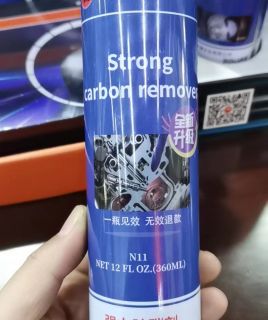 Strong
carbon remover
全新
升级
一瓶见效 无效退款
N11
NET 12 FL OZ.(360ML)